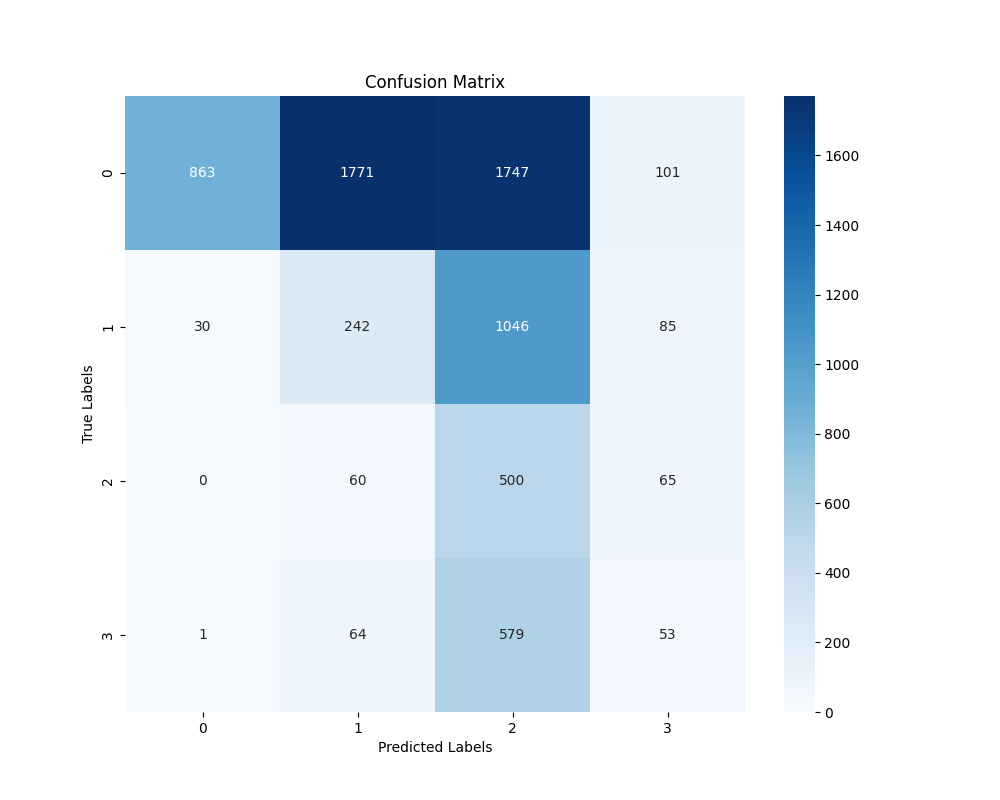 Confusion Matrix
0 863 1771 1747 101
1 30 242 1046 85
2 0 60 500 65
3 1 64 579 53
0 1 2 3
Predicted Labels
True Labels
1600
1400
1200
1000
800
600
400
200
0